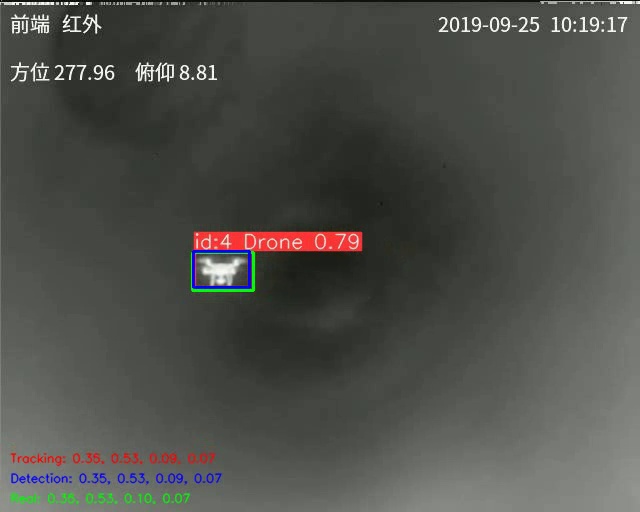 前端 红外
2019-09-25 10:19:17
方位 277.96 俯仰 8.81
id:4 Drone 0.79
Tracking: 0.35, 0.53, 0.09, 0.07
Detection: 0.35, 0.53, 0.09, 0.07
Real: 0.35, 0.53, 0.10, 0.07